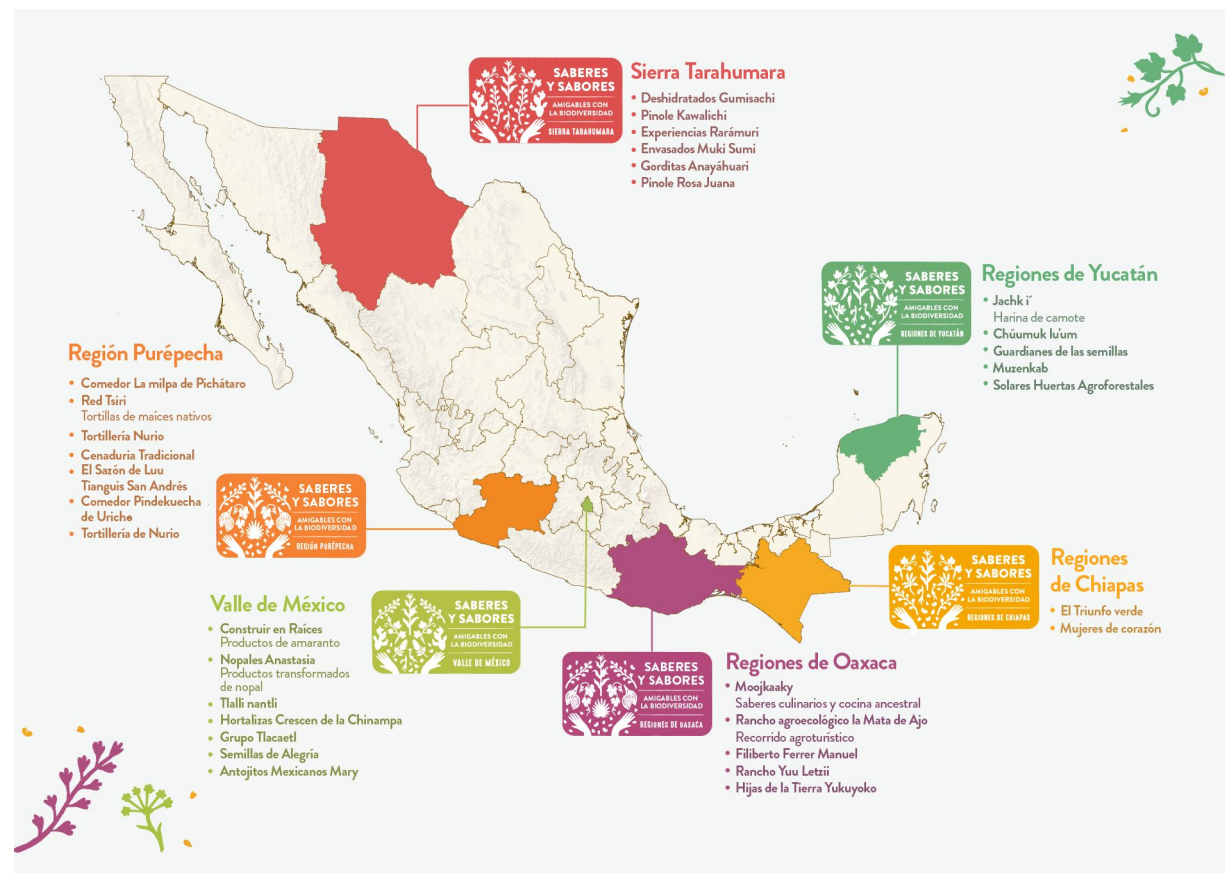 SABERES
Y SABORES
AMIGABLES CON
LA BIODIVERSIDAD
SIERRA TARAHUMARA
Sierra Tarahumara
• Deshidratados Gumisachi
• Pinole Kawalichi
• Experiencias Rarámuri
• Envasados Muki Sumi
• Gorditas Anayáhuari
• Pinole Rosa Juana
SABERES
Y SABORES
AMIGABLES CON
LA BIODIVERSIDAD
REGIONES DE YUCATÁN
Regiones de Yucatán
• Jachk i´
Harina de camote
• Chúumuk lu'um
• Guardianes de las semillas
• Muzenkab
• Solares Huertas Agroforestales
Región Purépecha
• Comedor La milpa de Pichátaro
• Red Tsiri
Tortillas de maíces nativos
• Tortillería Nurio
• Cenaduria Tradicional
• El Sazón de Luu
Tianguis San Andrés
• Comedor Pindekuecha
de Uriche
• Tortillería de Nurio
SABERES
Y SABORES
AMIGABLES CON
LA BIODIVERSIDAD
REGIÓN PURÉPECHA
SABERES
Y SABORES
AMIGABLES CON
LA BIODIVERSIDAD
REGIONES DE CHIAPAS
Regiones
de Chiapas
• El Triunfo verde
• Mujeres de corazón
Valle de México
• Construir en Raíces
Productos de amaranto
• Nopales Anastasia
Productos transformados
de nopal
• Tlalli nantli
• Hortalizas Crescen de la Chinampa
• Grupo Tlacaetl
• Semillas de Alegría
• Antojitos Mexicanos Mary
SABERES
Y SABORES
AMIGABLES CON
LA BIODIVERSIDAD
VALLE DE MÉXICO
SABERES
Y SABORES
AMIGABLES CON
LA BIODIVERSIDAD
REGIONES DE OAXACA
Regiones de Oaxaca
• Moojkaaky
Saberes culinarios y cocina ancestral
• Rancho agroecológico la Mata de Ajo
Recorrido agroturístico
• Filiberto Ferrer Manuel
• Rancho Yuu Letzii
• Hijas de la Tierra Yukuyoko